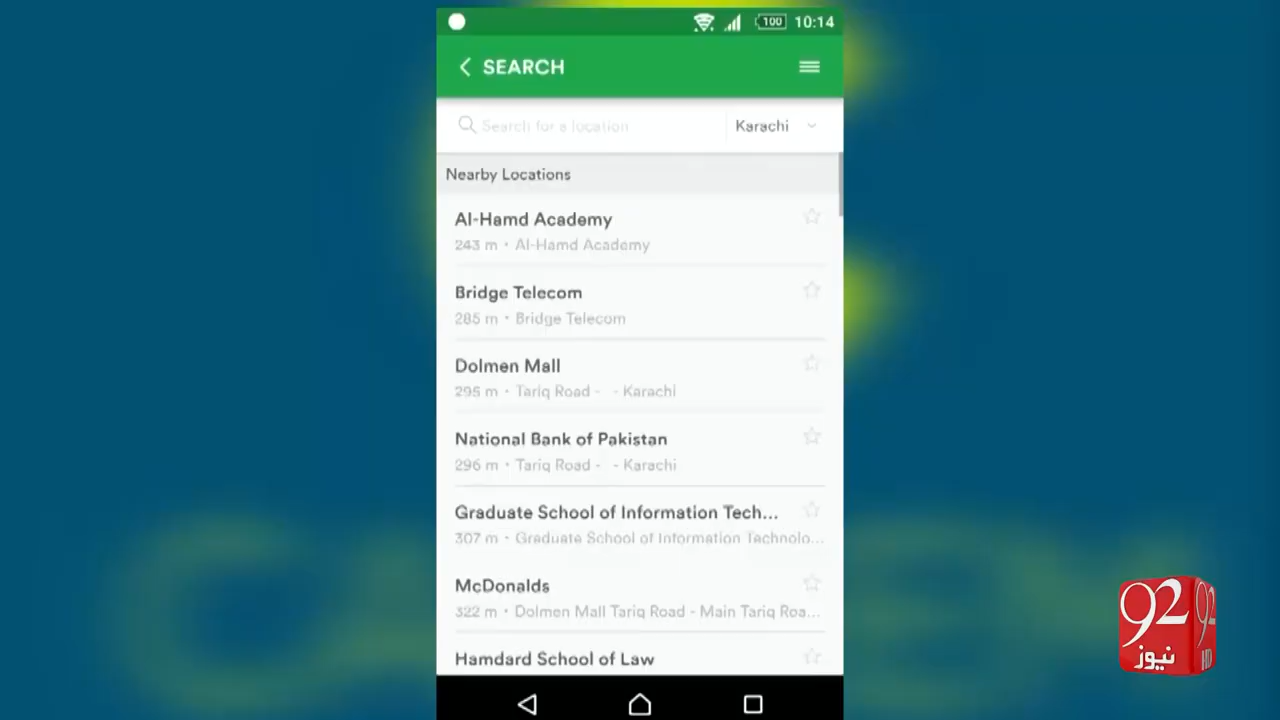 100 10:14
SEARCH
Search for a location Karachi
Nearby Locations
Al-Hamd Academy
243 m • Al-Hamd Academy
Bridge Telecom
285 m • Bridge Telecom
Dolmen Mall
295 m • Tariq Road - - Karachi
National Bank of Pakistan
296 m • Tariq Road - - Karachi
Graduate School of Information Tech...
307 m • Graduate School of Information Technolo...
McDonalds
322 m • Dolmen Mall Tariq Road - Main Tariq Roa...
Hamdard School of Law
92 92
نیوز HD
CAREEM